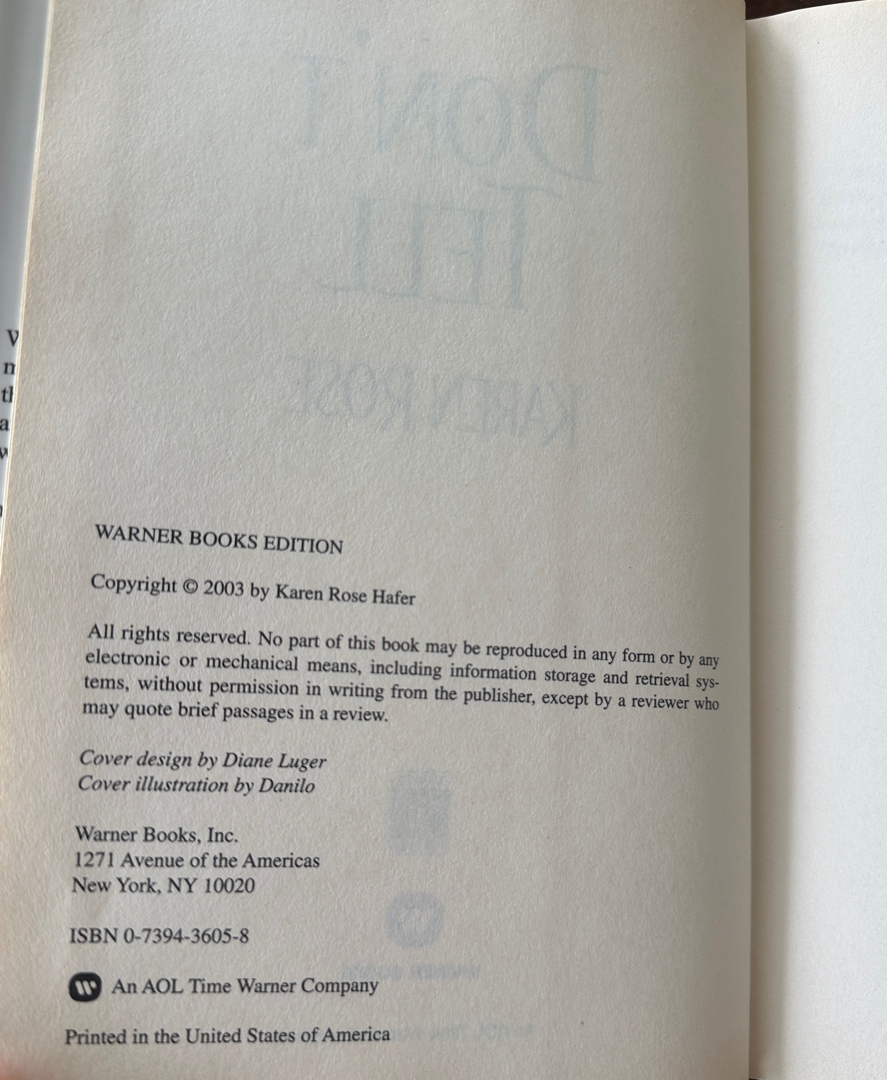 DON'T
TELL
KAREN ROSE
WARNER BOOKS EDITION
Copyright © 2003 by Karen Rose Hafer
All rights reserved. No part of this book may be reproduced in any form or by any
electronic or mechanical means, including information storage and retrieval sys-
tems, without permission in writing from the publisher, except by a reviewer who
may quote brief passages in a review.
Cover design by Diane Luger
Cover illustration by Danilo
Warner Books, Inc.
1271 Avenue of the Americas
New York, NY 10020
ISBN 0-7394-3605-8
An AOL Time Warner Company
Printed in the United States of America